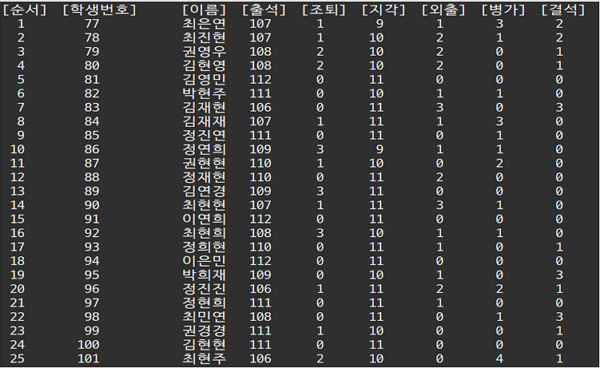 [순서] [학생번호] [이름] [출석] [조퇴] [지각] [외출] [병가] [결석]
1 77 최은연 107 1 9 1 3 2
2 78 최진현 107 1 10 2 1 2
3 79 권영우 108 2 10 2 0 1
4 80 김현영 108 2 10 2 0 1
5 81 김영민 112 0 11 0 0 0
6 82 박현주 111 0 10 1 1 0
7 83 김재현 106 0 11 3 0 3
8 84 김재재 107 1 11 1 3 0
9 85 정진연 111 0 11 0 1 0
10 86 정연희 109 3 9 1 1 0
11 87 권현현 110 1 10 0 2 0
12 88 정재현 110 0 11 2 0 0
13 89 김연경 109 3 11 0 0 0
14 90 최현현 107 1 11 3 1 0
15 91 이연희 112 0 11 0 0 0
16 92 최현희 108 3 10 1 1 0
17 93 정희현 110 0 11 1 0 1
18 94 이은민 112 0 11 0 0 0
19 95 박희재 109 0 10 1 0 3
20 96 정진진 106 1 11 2 2 1
21 97 정현희 111 0 11 1 0 0
22 98 최민연 108 0 11 0 1 3
23 99 권경경 111 1 10 0 0 1
24 100 김현현 111 0 11 0 0 0
25 101 최현주 106 2 10 0 4 1